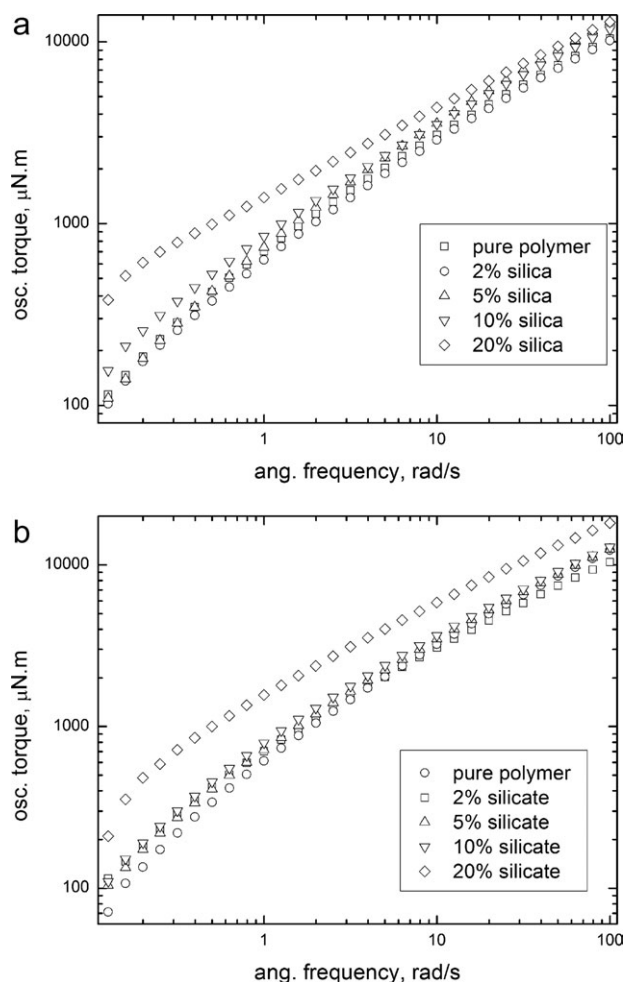 a
10000
1000
100
osc. torque, μN.m
pure polymer
2% silica
5% silica
10% silica
20% silica
1
10
100
ang. frequency, rad/s
b
10000
1000
100
osc. torque, μN.m
pure polymer
2% silicate
5% silicate
10% silicate
20% silicate
1
10
100
ang. frequency, rad/s